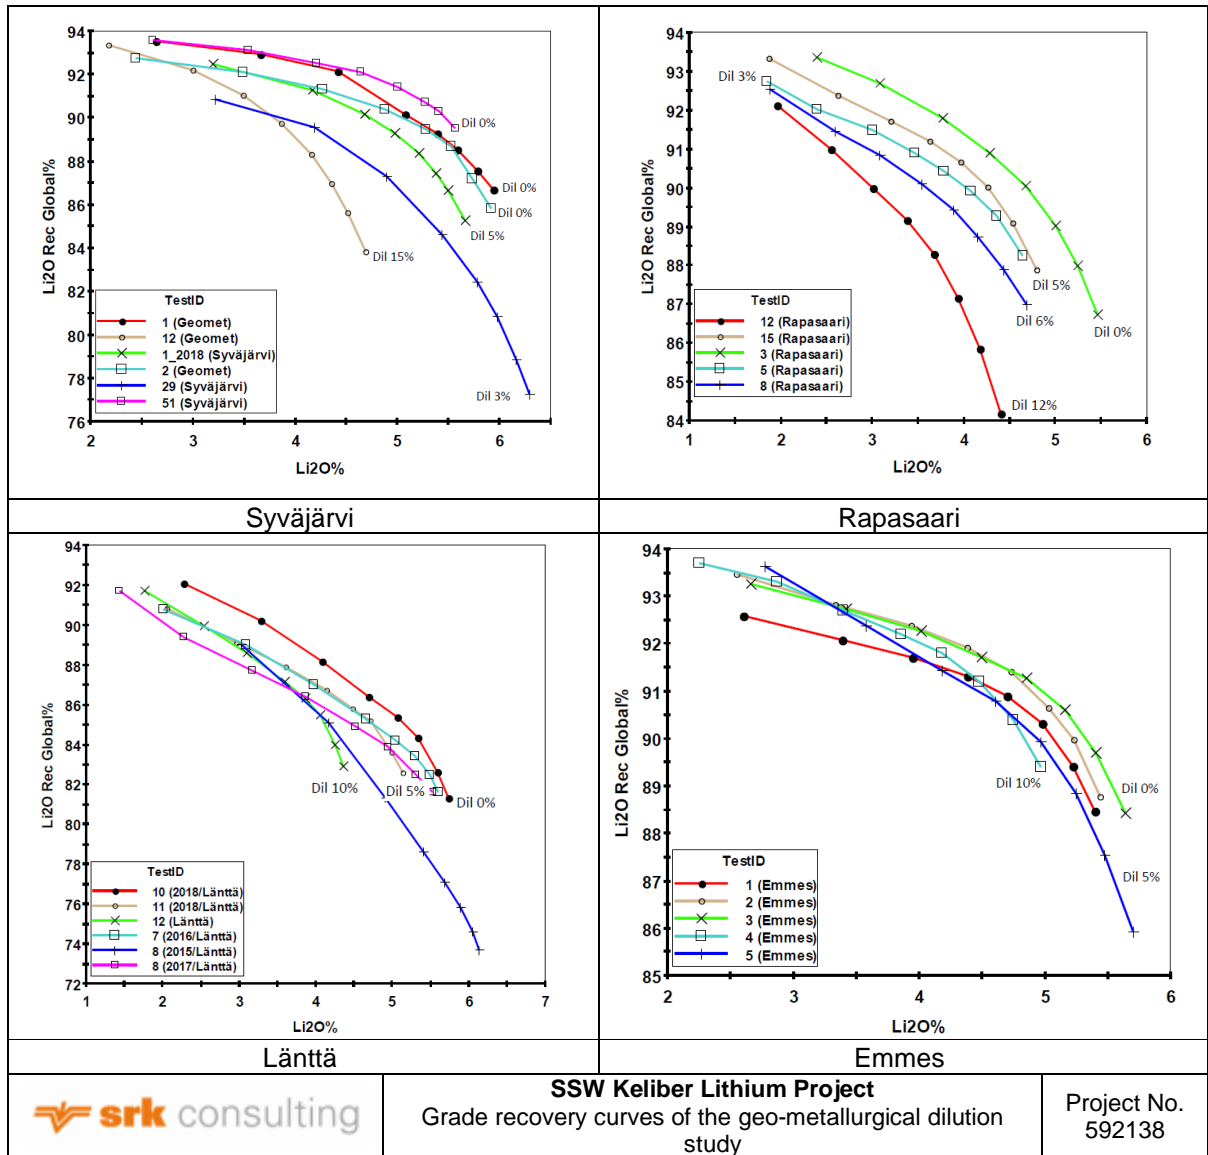 94
92
90
88
86
84
82
80
78
76
2
3
4
5
6
Li2O Rec Global%
Li2O%
TestID
1 (Geomet)
12 (Geomet)
1_2018 (Syväjärvi)
2 (Geomet)
29 (Syväjärvi)
51 (Syväjärvi)
Dil 0%
Dil 0%
Dil 0%
Dil 5%
Dil 15%
Dil 3%
94
93
92
91
90
89
88
87
86
85
84
1
2
3
4
5
6
Li2O Rec Global%
Li2O%
Dil 3%
TestID
12 (Rapasaari)
15 (Rapasaari)
3 (Rapasaari)
5 (Rapasaari)
8 (Rapasaari)
Dil 5%
Dil 6%
Dil 0%
Dil 12%
Syväjärvi
Rapasaari
94
92
90
88
86
84
82
80
78
76
74
72
1
2
3
4
5
6
7
Li2O Rec Global%
Li2O%
Dil 10%
Dil 5%
Dil 0%
TestID
10 (2018/Länttä)
11 (2018/Länttä)
12 (Länttä)
7 (2016/Länttä)
8 (2015/Länttä)
8 (2017/Länttä)
94
93
92
91
90
89
88
87
86
85
2
3
4
5
6
Li2O Rec Global%
Li2O%
Dil 10%
Dil 0%
Dil 5%
TestID
1 (Emmes)
2 (Emmes)
3 (Emmes)
4 (Emmes)
5 (Emmes)
Länttä
Emmes
srk consulting
SSW Keliber Lithium Project
Grade recovery curves of the geo-metallurgical dilution
study
Project No.
592138